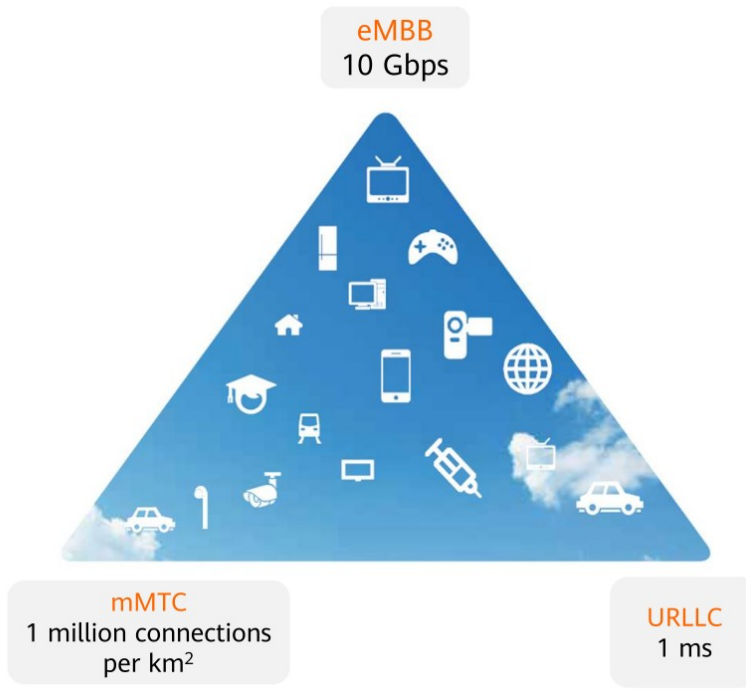 eMBB
10 Gbps
mMTC
1 million connections
per km²
URLLC
1 ms